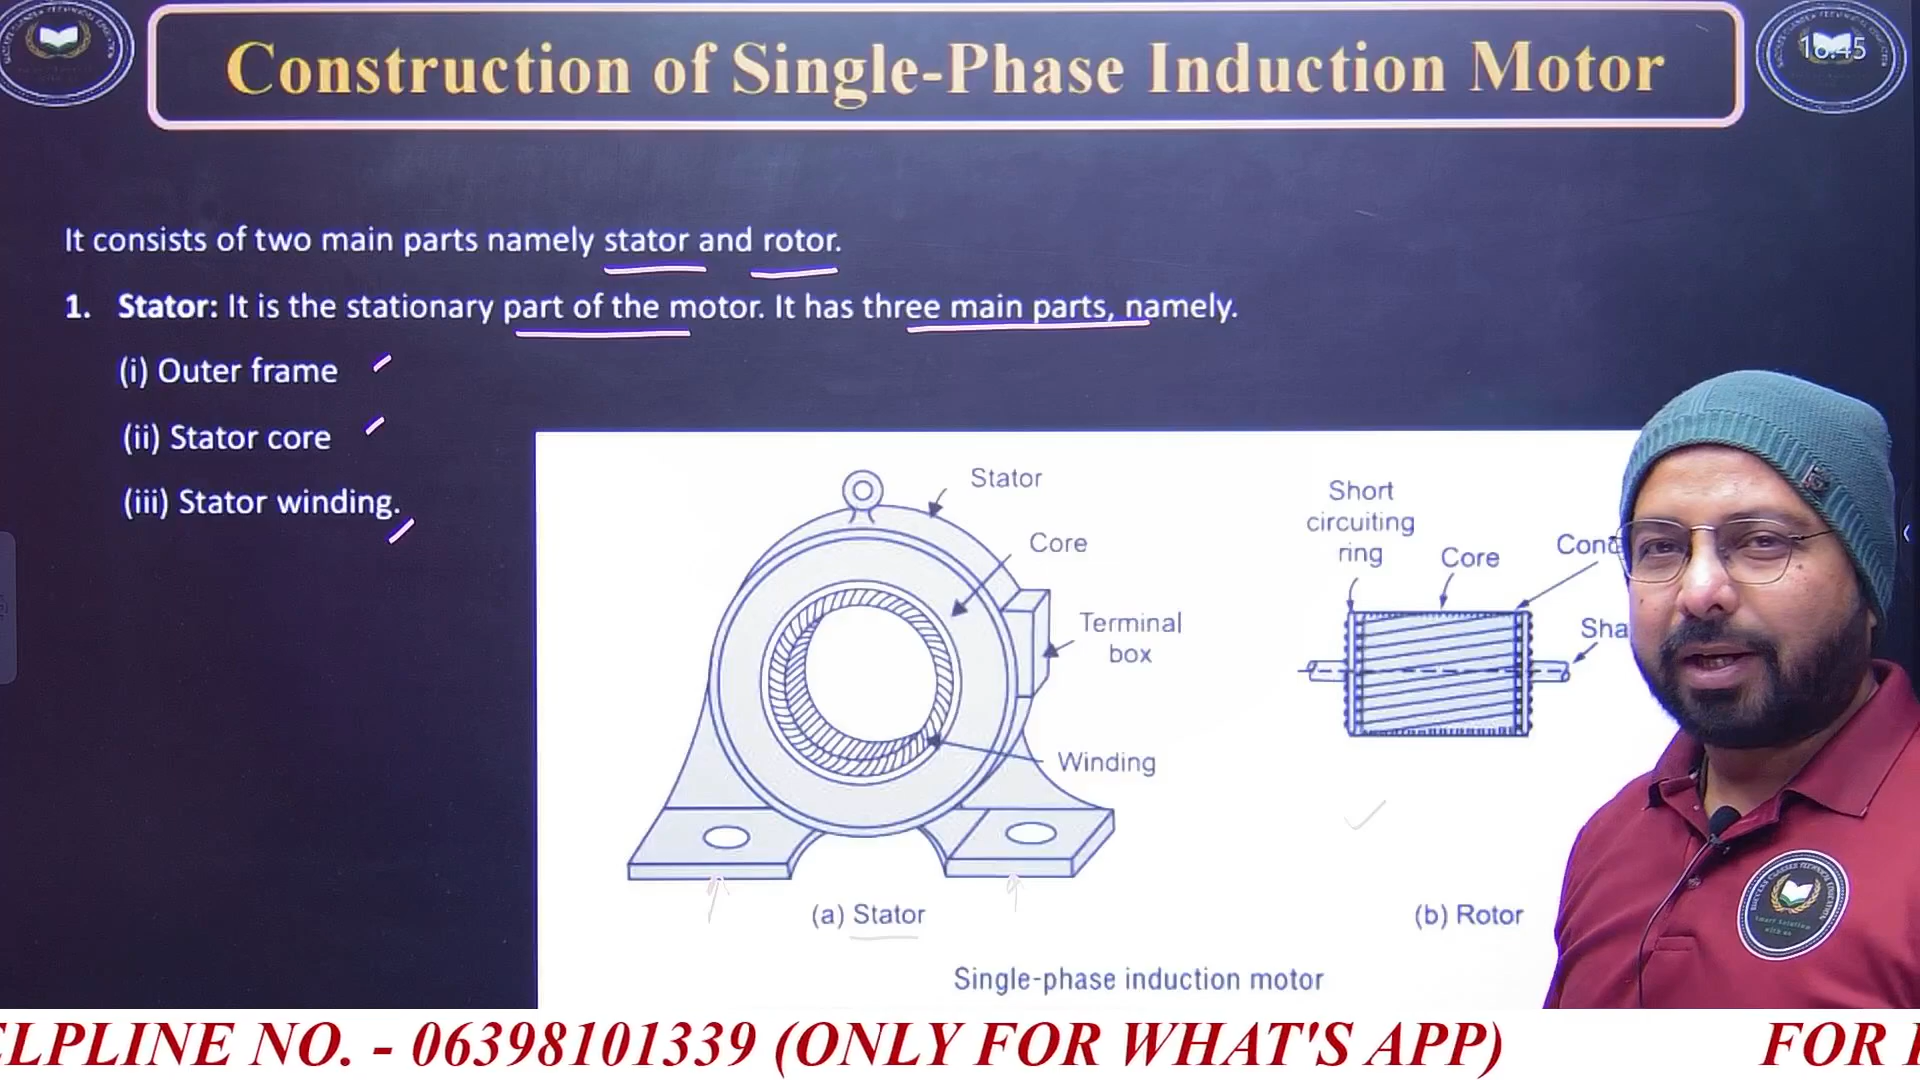 Construction of Single-Phase Induction Motor
16:45
It consists of two main parts namely stator and rotor.
1. Stator: It is the stationary part of the motor. It has three main parts, namely.
(i) Outer frame
(ii) Stator core
(iii) Stator winding.
Stator
Core
Terminal
box
Winding
(a) Stator
Short
circuiting
ring
Core
Cond
Sha
(b) Rotor
Single-phase induction motor
ELPLINE NO. - 06398101339 (ONLY FOR WHAT'S APP)
FOR